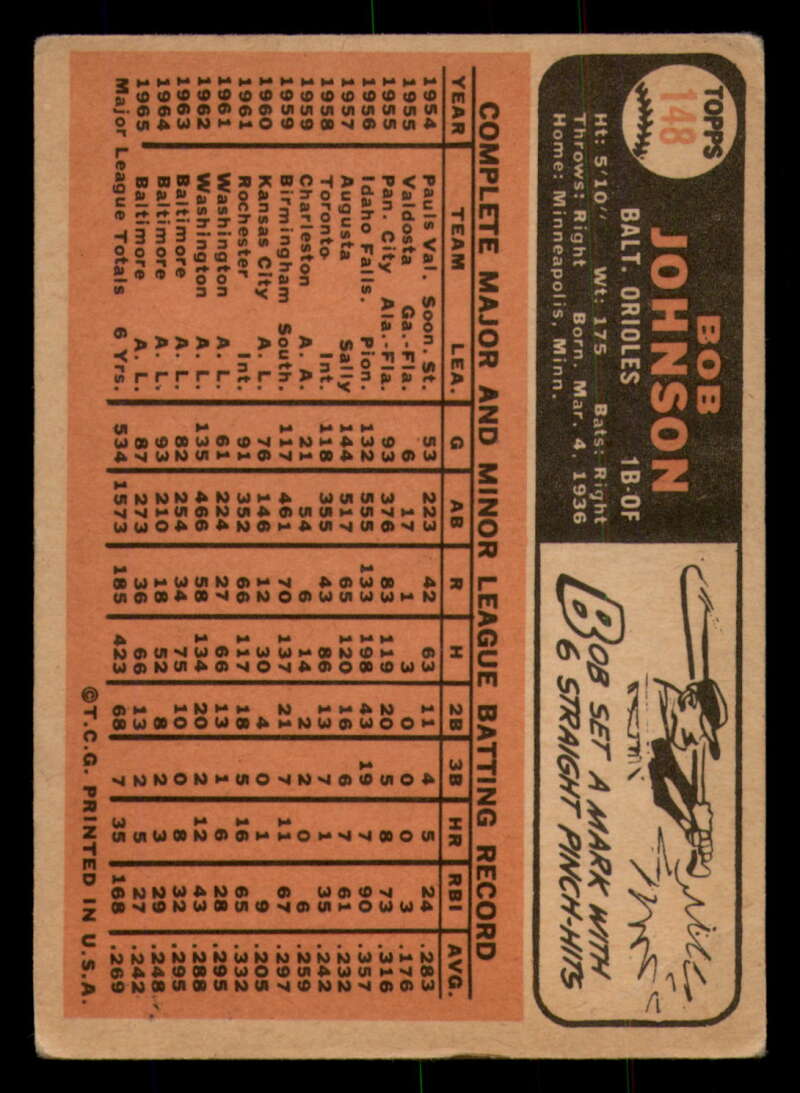 TOPPS
148
BOB
JOHNSON
BALT. ORIOLES 1B-OF
Ht: 5'10" Wt: 175 Bats: Right
Throws: Right Born: Mar. 4, 1936
Home: Minneapolis, Minn.
BOB SET A MARK WITH
6 STRAIGHT PINCH-HITS
COMPLETE MAJOR AND MINOR LEAGUE BATTING RECORD
YEAR TEAM LEA. G AB R H 2B 3B HR RBI AVG.
1954 Pauls Val. Soon. St. 53 223 42 63 11 4 5 24 .283
1955 Valdosta Ga.-Fla. 6 17 1 3 0 0 0 3 .176
1955 Pan. City Ala.-Fla. 93 376 83 119 20 5 8 73 .316
1956 Idaho Falls. Pion. 132 555 133 198 43 19 7 90 .357
1957 Augusta Sally 144 517 65 120 16 6 7 61 .232
1958 Toronto Int. 118 355 43 86 13 7 1 35 .242
1959 Charleston A. A. 21 54 6 14 2 2 0 6 .259
1959 Birmingham South. 117 461 70 137 21 7 11 67 .297
1960 Kansas City A. L. 76 146 12 30 4 0 1 9 .205
1961 Rochester Int. 91 352 66 117 18 5 16 65 .332
1961 Washington A. L. 61 224 27 66 13 1 6 28 .295
1962 Washington A. L. 135 466 58 134 20 2 12 43 .288
1963 Baltimore A. L. 82 254 34 75 10 0 8 32 .295
1964 Baltimore A. L. 93 210 18 52 8 2 3 29 .248
1965 Baltimore A. L. 87 273 36 66 13 2 5 27 .242
Major League Totals 6 Yrs. 534 1573 185 423 68 7 35 168 .269
©T.C.G. PRINTED IN U.S.A.